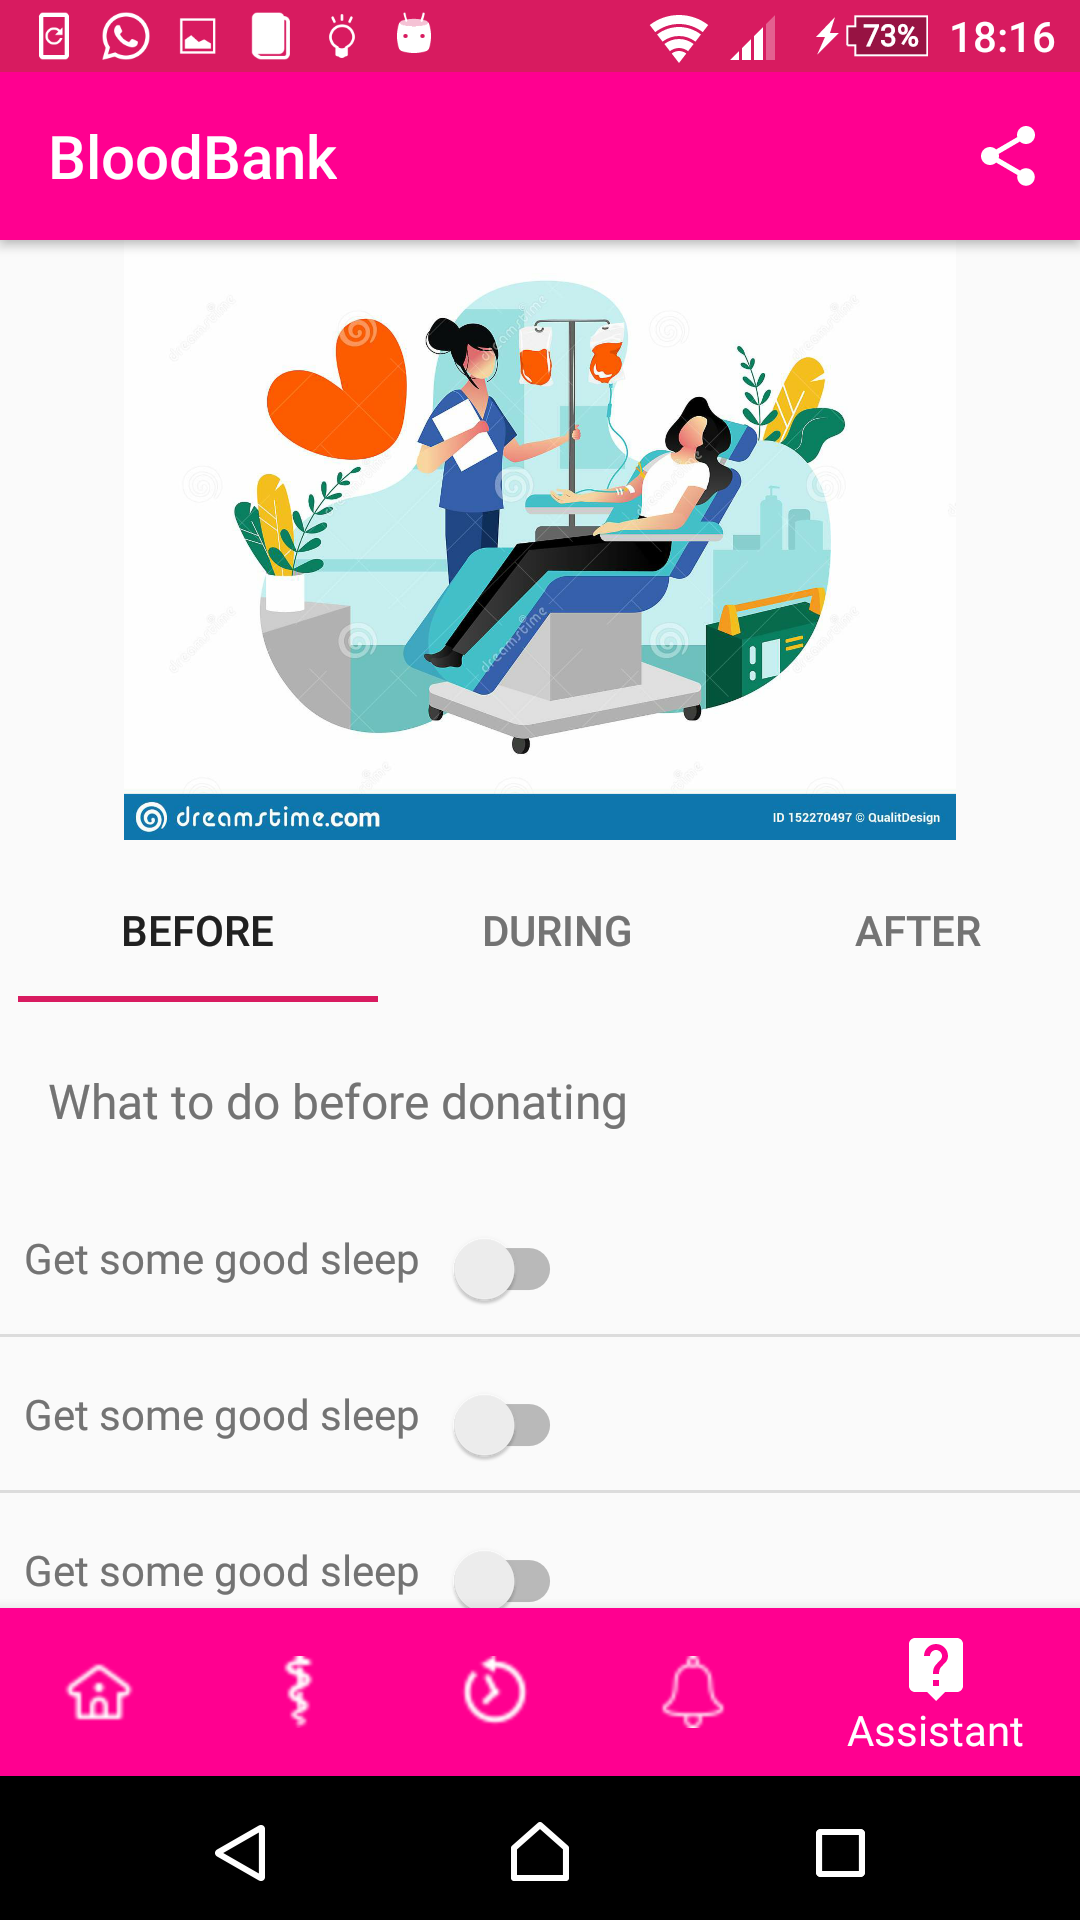 73% 18:16
BloodBank
dreamstime.com
ID 152270497 © QualitDesign
BEFORE DURING AFTER
What to do before donating
Get some good sleep
Get some good sleep
Get some good sleep
Assistant